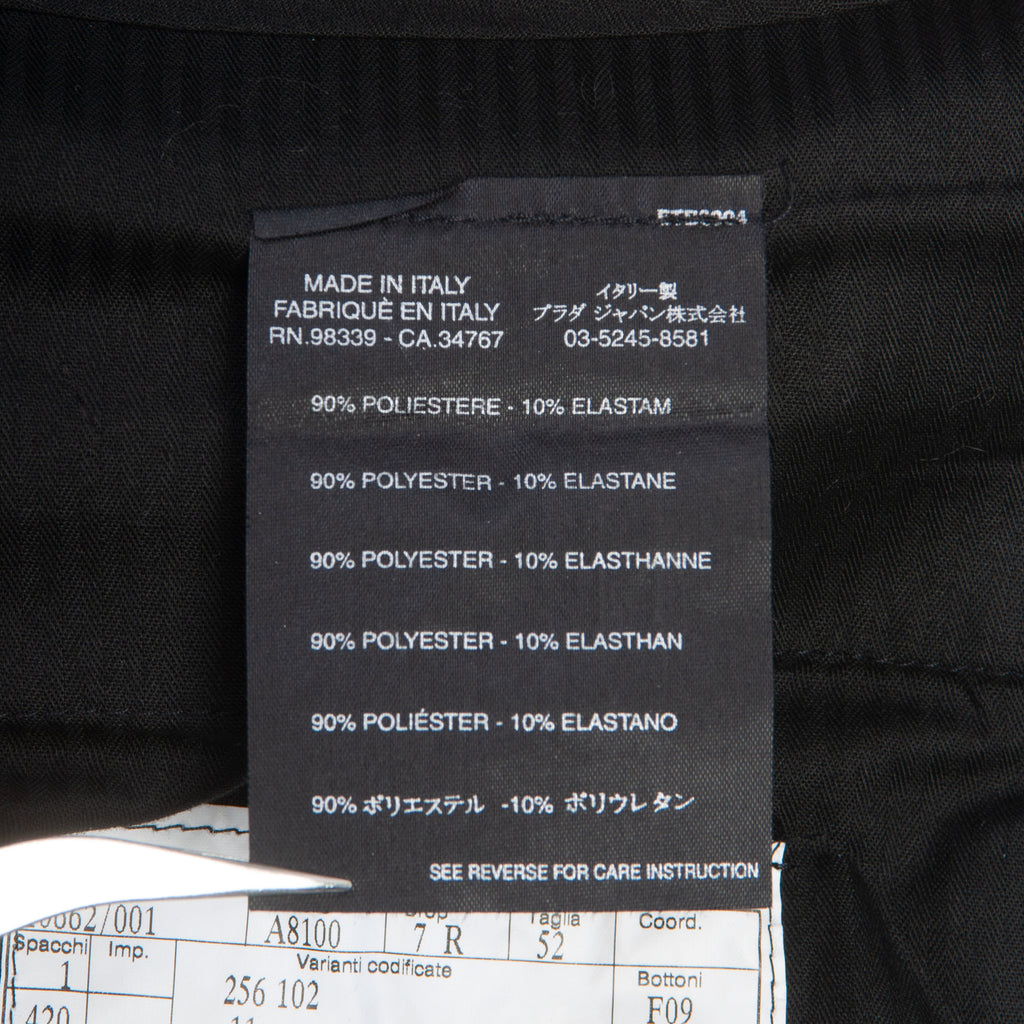 MADE IN ITALY
FABRIQUÈ EN ITALY
RN.98339 - CA.34767
イタリー製
プラダ ジャパン株式会社
03-5245-8581
90% POLIESTERE - 10% ELASTAM
90% POLYESTER - 10% ELASTANE
90% POLYESTER - 10% ELASTHANNE
90% POLYESTER - 10% ELASTHAN
90% POLIÉSTER - 10% ELASTANO
90% ポリエステル -10% ポリウレタン
SEE REVERSE FOR CARE INSTRUCTION
Drop Taglia Coord.
A8100 7 R 52
Spacchi Imp. Varianti codificate Bottoni
1 256 102 F09
420